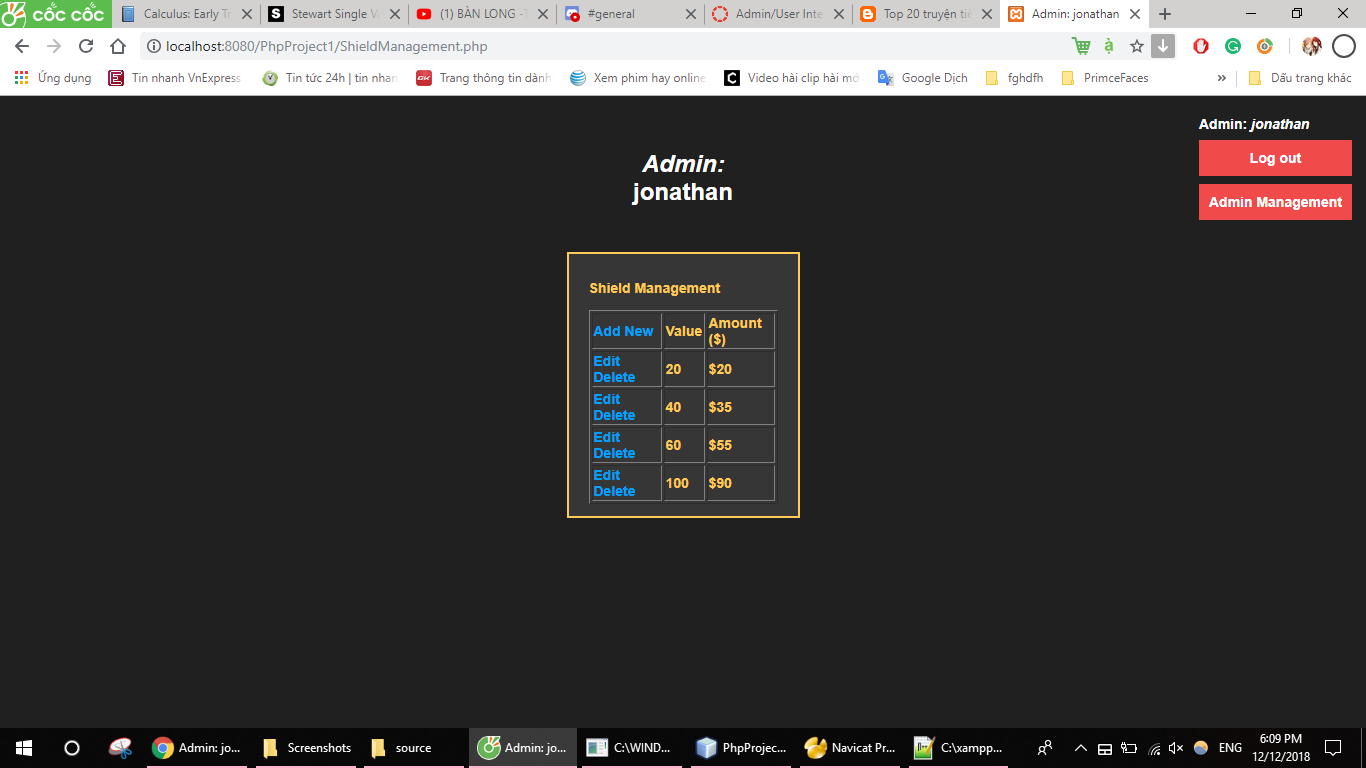 cốc cốc
Calculus: Early Tr
Stewart Single V
(1) BÀN LONG -T
#general
Admin/User Inte
Top 20 truyện tiê
Admin: jonathan
localhost:8080/PhpProject1/ShieldManagement.php
Ứng dụng
Tin nhanh VnExpress
Tin tức 24h | tin nhan
Trang thông tin dành
Xem phim hay online
Video hài clip hài mớ
Google Dịch
fghdfh
PrimceFaces
»
Dấu trang khác
Admin: jonathan
Log out
Admin Management
Admin:
jonathan
Shield Management
Add New Value Amount
($)
Edit
Delete 20 $20
Edit
Delete 40 $35
Edit
Delete 60 $55
Edit
Delete 100 $90
Admin: jo...
Screenshots
source
Admin: jo...
C:\WIND...
PhpProjec...
Navicat Pr...
C:\xampp...
ENG
6:09 PM
12/12/2018